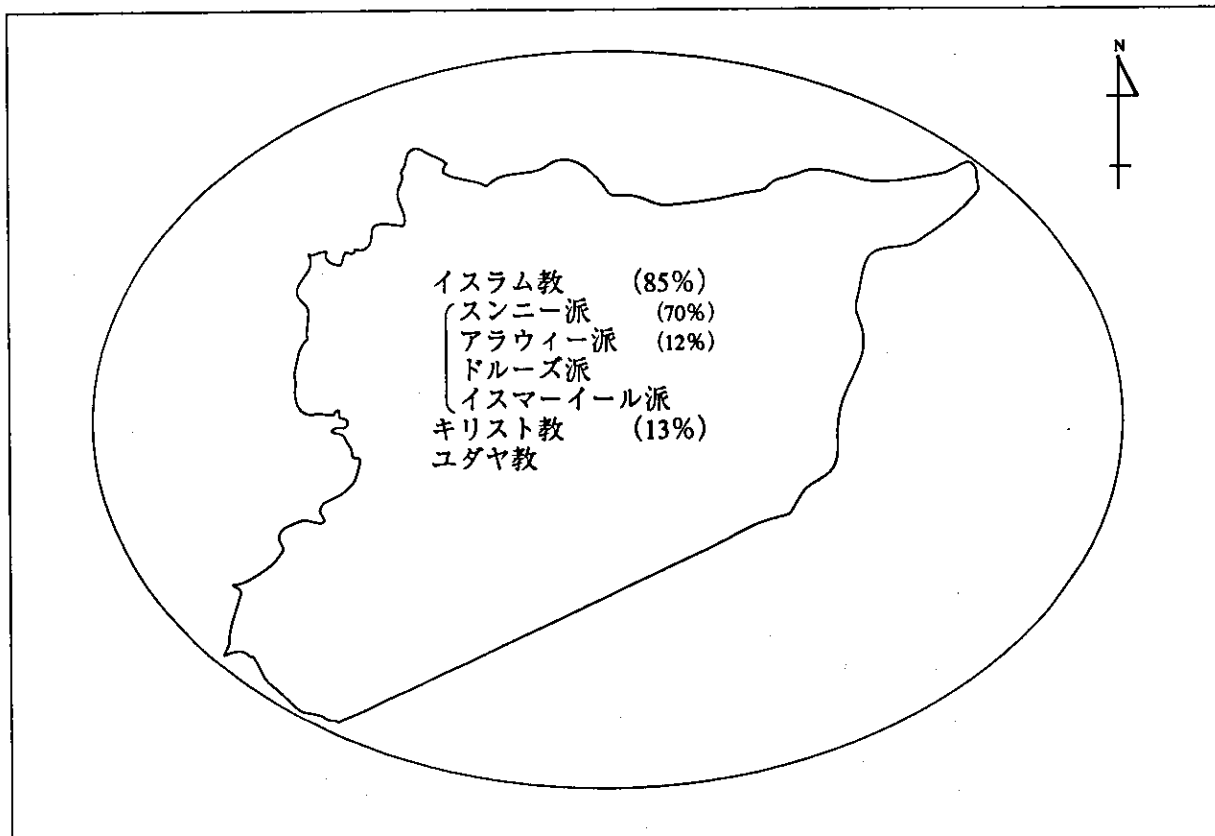 N
イスラム教 (85%)
スンニー派 (70%)
アラウィー派 (12%)
ドルーズ派
イスマーイール派
キリスト教 (13%)
ユダヤ教